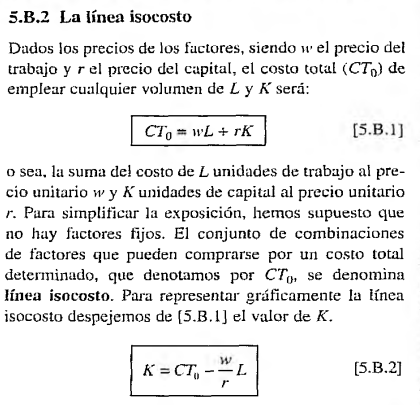 5.B.2 La línea isocosto
Dados los precios de los factores, siendo w el precio del
trabajo y r el precio del capital, el costo total (CT₀) de
emplear cualquier volumen de L y K será:
CT₀ = wL + rK [5.B.1]
o sea, la suma del costo de L unidades de trabajo al pre-
cio unitario w y K unidades de capital al precio unitario
r. Para simplificar la exposición, hemos supuesto que
no hay factores fijos. El conjunto de combinaciones
de factores que pueden comprarse por un costo total
determinado, que denotamos por CT₀, se denomina
línea isocosto. Para representar gráficamente la línea
isocosto despejemos de [5.B.1] el valor de K.
K = CT₀ − w/r L [5.B.2]